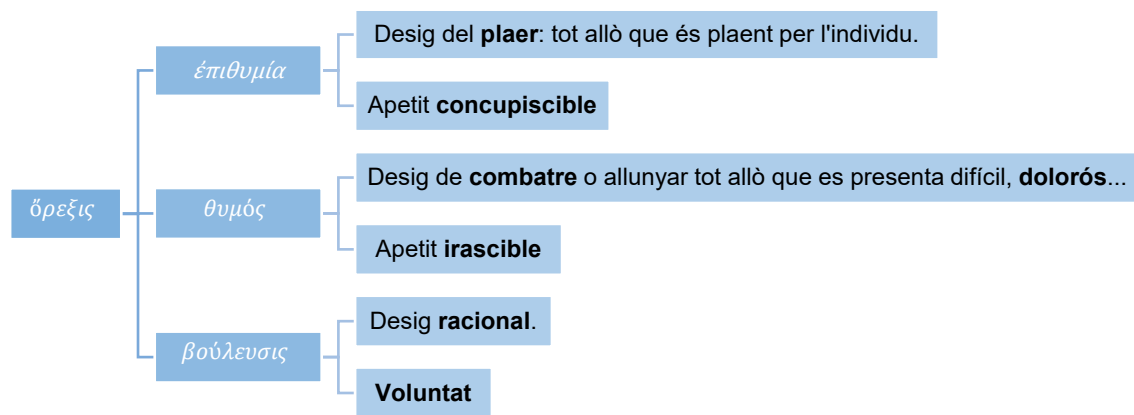 ὄρεξις
ἐπιθυμία
Desig del plaer: tot allò que és plaent per l'individu.
Apetit concupiscible
θυμός
Desig de combatre o allunyar tot allò que es presenta difícil, dolorós...
Apetit irascible
βούλευσις
Desig racional.
Voluntat